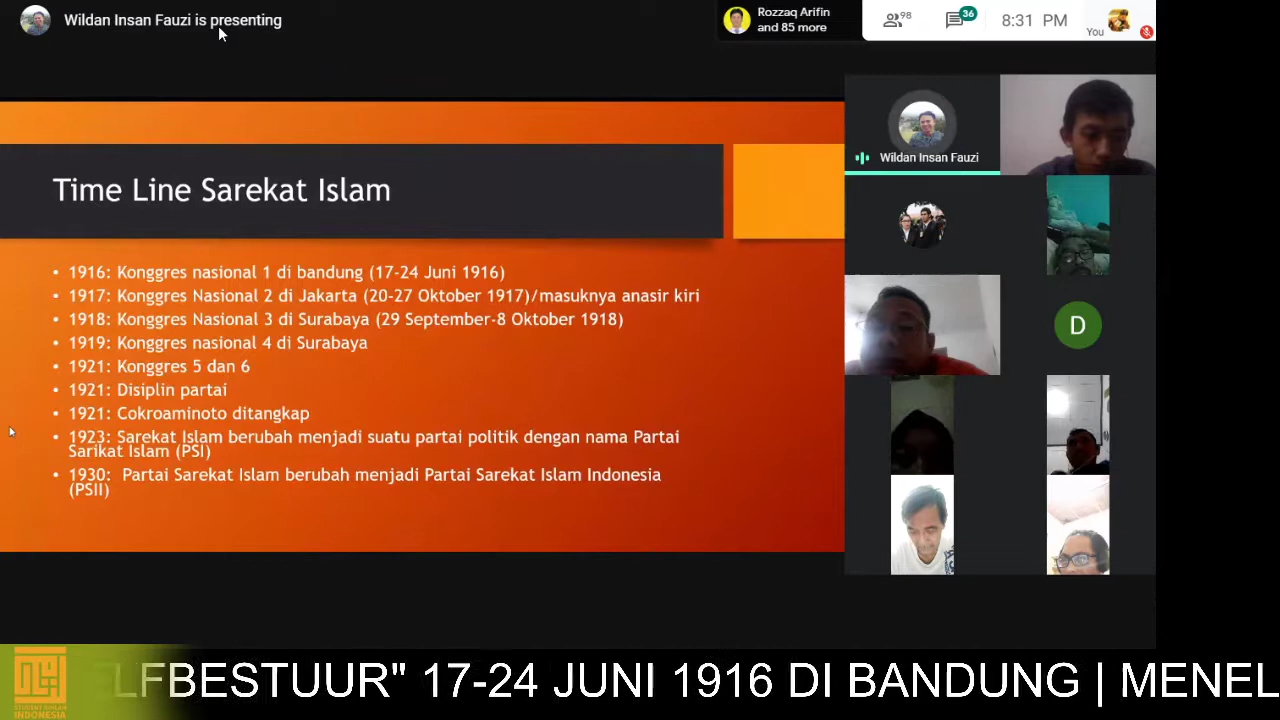 Wildan Insan Fauzi is presenting
Rozzaq Arifin
and 85 more
98
36
8:31 PM
You
Wildan Insan Fauzi
Time Line Sarekat Islam
• 1916: Konggres nasional 1 di bandung (17-24 Juni 1916)
• 1917: Konggres Nasional 2 di Jakarta (20-27 Oktober 1917)/masuknya anasir kiri
• 1918: Konggres Nasional 3 di Surabaya (29 September-8 Oktober 1918)
• 1919: Konggres nasional 4 di Surabaya
• 1921: Konggres 5 dan 6
• 1921: Disiplin partai
• 1921: Cokroaminoto ditangkap
• 1923: Sarekat Islam berubah menjadi suatu partai politik dengan nama Partai
Sarikat Islam (PSI)
• 1930: Partai Sarekat Islam berubah menjadi Partai Sarekat Islam Indonesia
(PSII)
D
LFBESTUUR" 17-24 JUNI 1916 DI BANDUNG | MENEL
INDONESIA